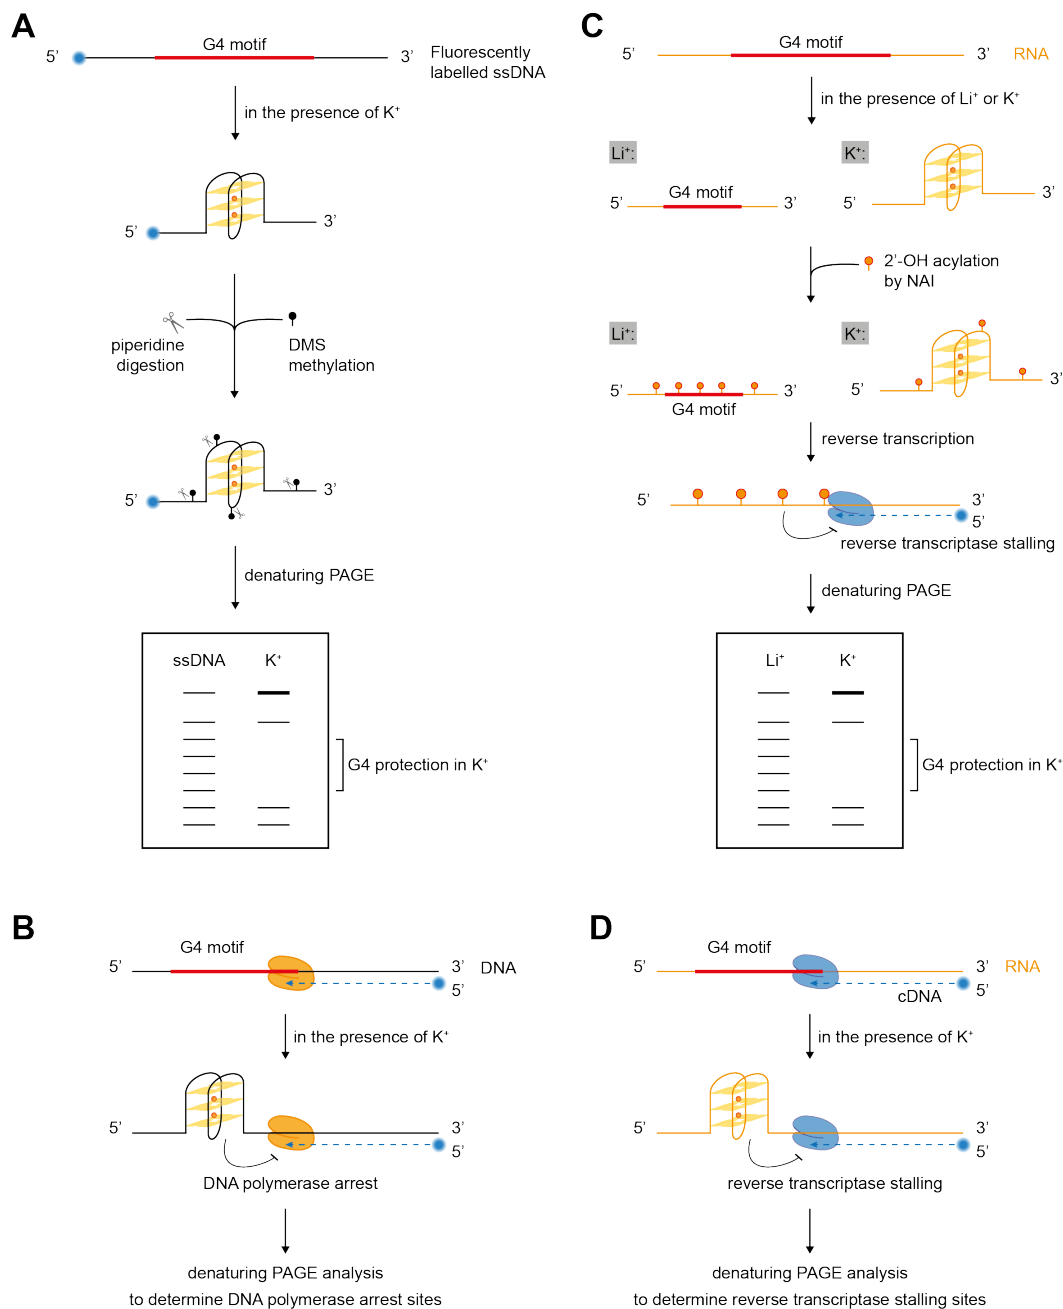 A
5’
G4 motif
3’
Fluorescently
labelled ssDNA
in the presence of K⁺
5’
3’
piperidine
digestion
DMS
methylation
5’
3’
denaturing PAGE
ssDNA
K⁺
G4 protection in K⁺
B
G4 motif
5’
3’
DNA
5’
in the presence of K⁺
5’
3’
5’
DNA polymerase arrest
denaturing PAGE analysis
to determine DNA polymerase arrest sites
C
5’
G4 motif
3’
RNA
in the presence of Li⁺ or K⁺
Li⁺:
K⁺:
G4 motif
5’
3’
5’
3’
2’-OH acylation
by NAI
Li⁺:
K⁺:
5’
3’
G4 motif
5’
3’
reverse transcription
5’
3’
5’
reverse transcriptase stalling
denaturing PAGE
Li⁺
K⁺
G4 protection in K⁺
D
G4 motif
5’
3’
RNA
5’
cDNA
in the presence of K⁺
5’
3’
5’
reverse transcriptase stalling
denaturing PAGE analysis
to determine reverse transcriptase stalling sites